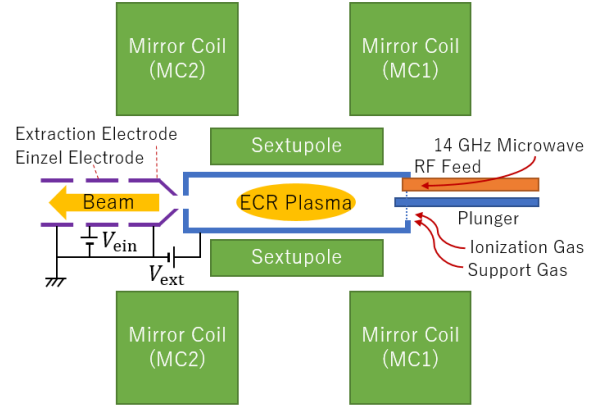 Mirror Coil
(MC2)
Mirror Coil
(MC1)
Extraction Electrode
Einzel Electrode
Sextupole
14 GHz Microwave
RF Feed
Beam
ECR Plasma
Plunger
V_ein
V_ext
Ionization Gas
Support Gas
Sextupole
Mirror Coil
(MC2)
Mirror Coil
(MC1)